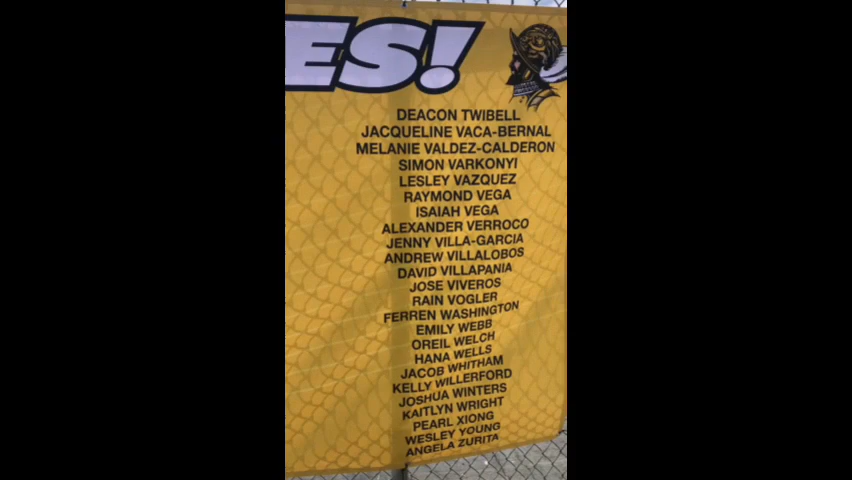 ES!
DEACON TWIBELL
JACQUELINE VACA-BERNAL
MELANIE VALDEZ-CALDERON
SIMON VARKONYI
LESLEY VAZQUEZ
RAYMOND VEGA
ISAIAH VEGA
ALEXANDER VERROCO
JENNY VILLA-GARCIA
ANDREW VILLALOBOS
DAVID VILLAPANIA
JOSE VIVEROS
RAIN VOGLER
FERREN WASHINGTON
EMILY WEBB
OREIL WELCH
HANA WELLS
JACOB WHITHAM
KELLY WILLERFORD
JOSHUA WINTERS
KAITLYN WRIGHT
PEARL XIONG
WESLEY YOUNG
ANGELA ZURITA